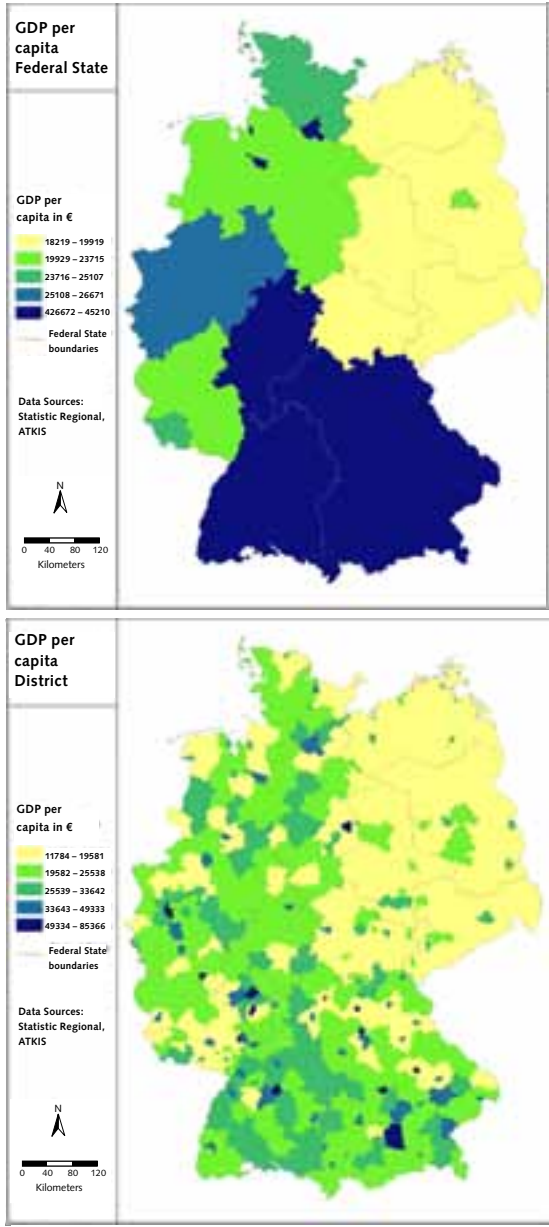 GDP per
capita
Federal State
GDP per
capita in €
18219 – 19919
19929 – 23715
23716 – 25107
25108 – 26671
426672 – 45210
Federal State
boundaries
Data Sources:
Statistic Regional,
ATKIS
N
0 40 80 120
Kilometers
GDP per
capita
District
GDP per
capita in €
11784 – 19581
19582 – 25538
25539 – 33642
33643 – 49333
49334 – 85366
Federal State
boundaries
Data Sources:
Statistic Regional,
ATKIS
N
0 40 80 120
Kilometers